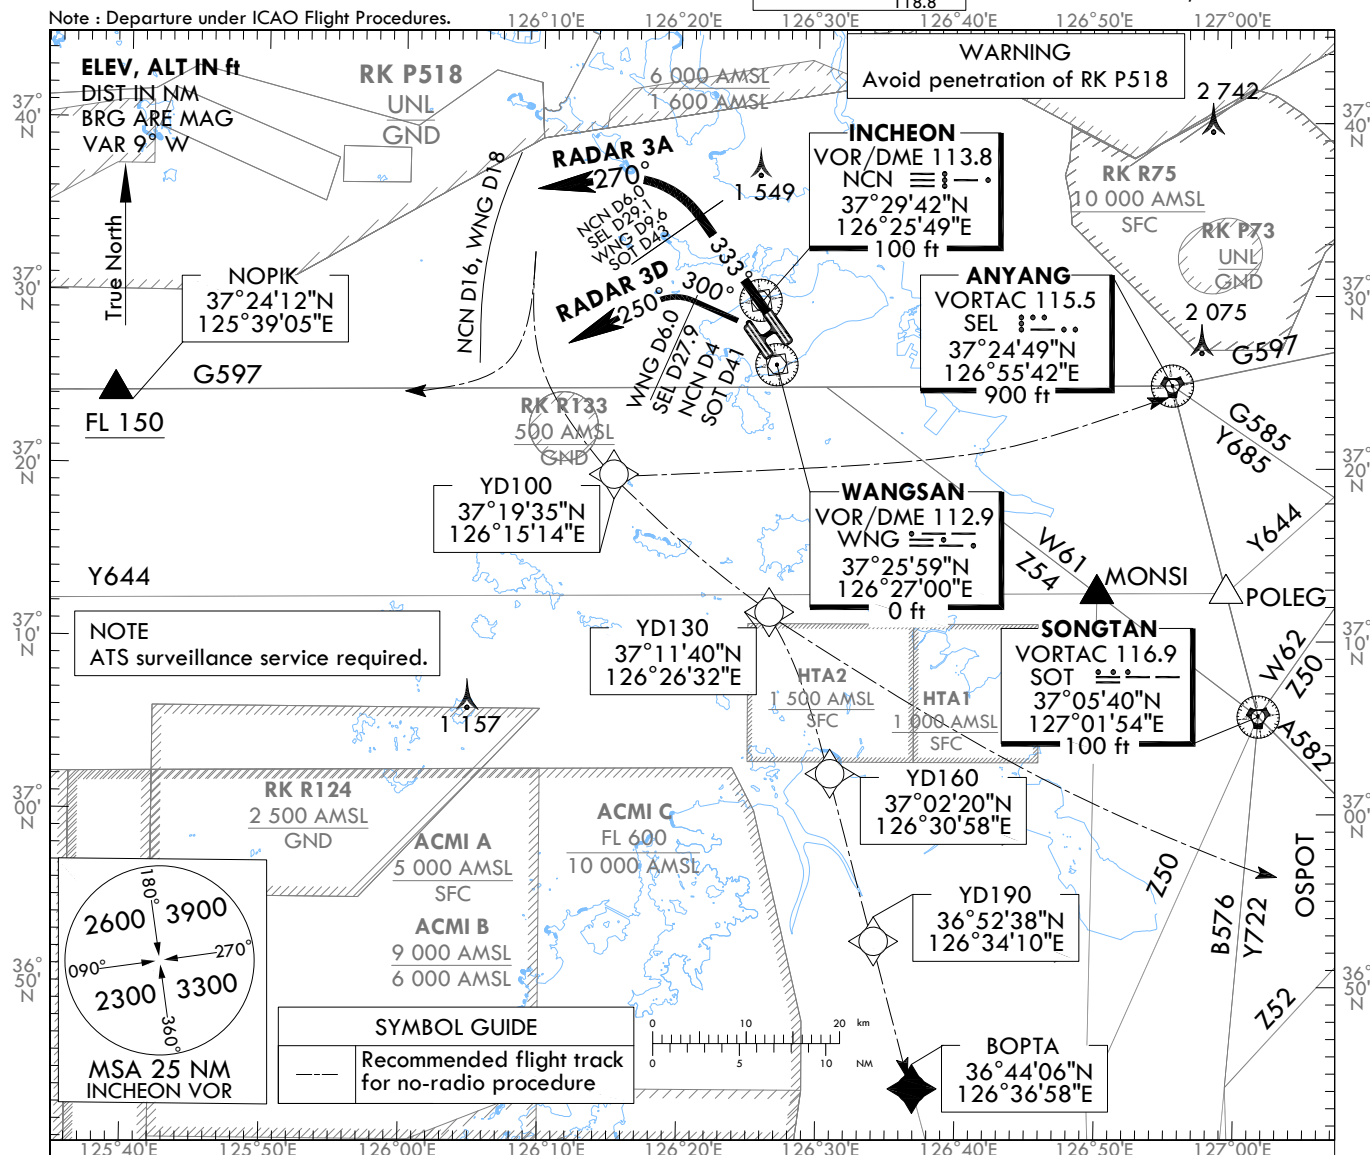 Note : Departure under ICAO Flight Procedures.
118.8
126°10'E
126°20'E
126°30'E
126°40'E
126°50'E
127°00'E
ELEV, ALT IN ft
DIST IN NM
BRG ARE MAG
VAR 9° W
True North
RK P518
UNL
GND
6 000 AMSL
1 600 AMSL
WARNING
Avoid penetration of RK P518
2 742
37°
40'
N
37°
40'
N
RADAR 3A
270°
NCN D6.0
SEL D29.1
WNG D9.6
SOT D43
333°
1 549
INCHEON
VOR/DME 113.8
NCN
37°29'42"N
126°25'49"E
100 ft
RK R75
10 000 AMSL
SFC
RK P73
UNL
GND
NCN D16, WNG D18
37°
30'
N
37°
30'
N
NOPIK
37°24'12"N
125°39'05"E
RADAR 3D
250°
300°
WNG D6.0
SEL D27.9
NCN D4
SOT D41
ANYANG
VORTAC 115.5
SEL
37°24'49"N
126°55'42"E
900 ft
2 075
G597
G597
FL 150
RK R133
500 AMSL
GND
G585
Y685
37°
20'
N
37°
20'
N
YD100
37°19'35"N
126°15'14"E
WANGSAN
VOR/DME 112.9
WNG
37°25'59"N
126°27'00"E
0 ft
W61
Z54
Y644
Y644
MONSI
POLEG
37°
10'
N
37°
10'
N
NOTE
ATS surveillance service required.
YD130
37°11'40"N
126°26'32"E
SONGTAN
VORTAC 116.9
SOT
37°05'40"N
127°01'54"E
100 ft
W62
Z50
A582
HTA2
1 500 AMSL
SFC
HTA1
1 000 AMSL
SFC
1 157
YD160
37°02'20"N
126°30'58"E
37°
00'
N
37°
00'
N
RK R124
2 500 AMSL
GND
ACMI A
5 000 AMSL
SFC
ACMI B
9 000 AMSL
6 000 AMSL
ACMI C
FL 600
10 000 AMSL
Z50
OSPOT
B576
Y722
Z52
YD190
36°52'38"N
126°34'10"E
36°
50'
N
36°
50'
N
180°
2600
3900
090°
270°
2300
3300
360°
MSA 25 NM
INCHEON VOR
SYMBOL GUIDE
Recommended flight track
for no-radio procedure
0 10 20 km
0 5 10 NM
BOPTA
36°44'06"N
126°36'58"E
125°40'E
125°50'E
126°00'E
126°10'E
126°20'E
126°30'E
126°40'E
126°50'E
127°00'E